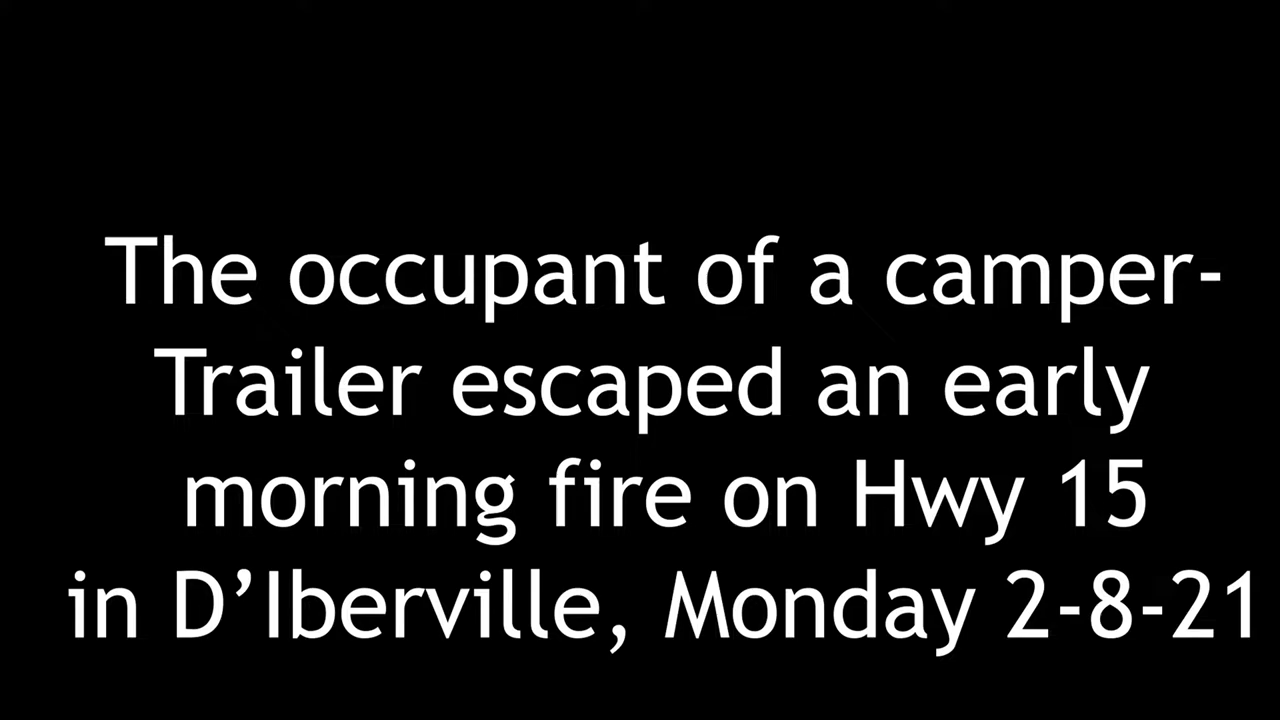 The occupant of a camper-
Trailer escaped an early
morning fire on Hwy 15
in D’Iberville, Monday 2-8-21